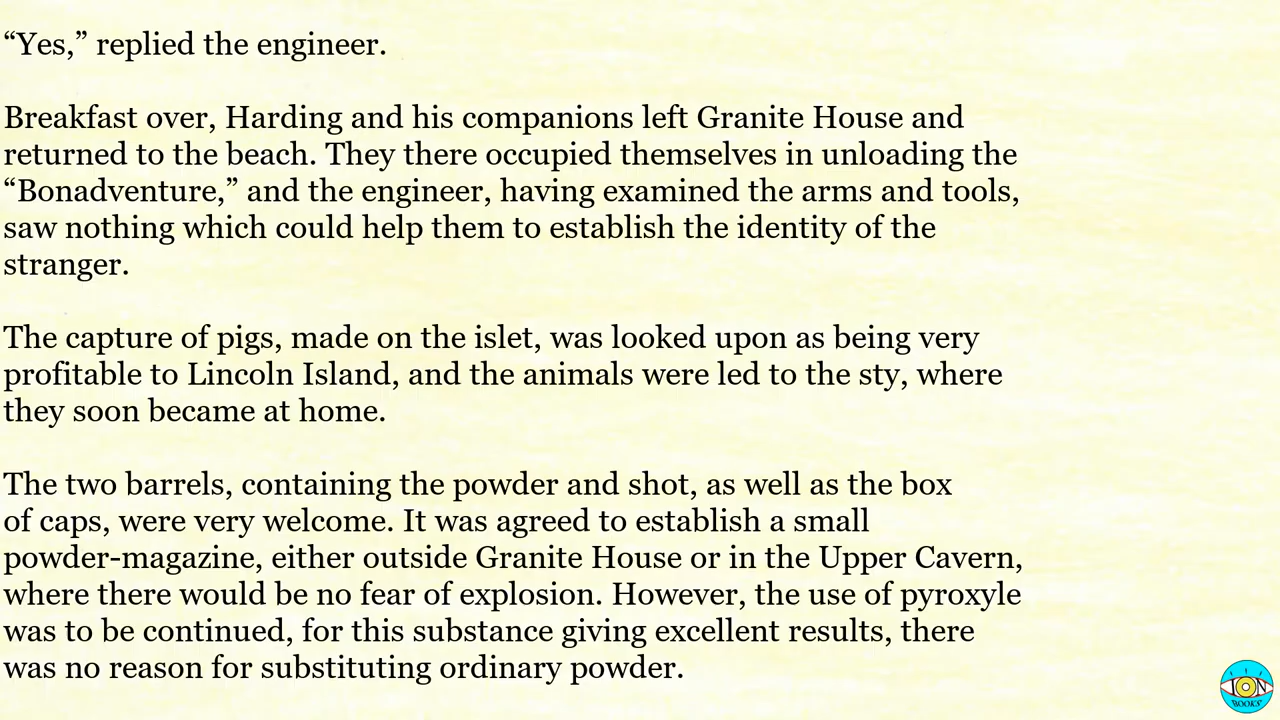 “Yes,” replied the engineer.
Breakfast over, Harding and his companions left Granite House and
returned to the beach. They there occupied themselves in unloading the
“Bonadventure,” and the engineer, having examined the arms and tools,
saw nothing which could help them to establish the identity of the
stranger.
The capture of pigs, made on the islet, was looked upon as being very
profitable to Lincoln Island, and the animals were led to the sty, where
they soon became at home.
The two barrels, containing the powder and shot, as well as the box
of caps, were very welcome. It was agreed to establish a small
powder-magazine, either outside Granite House or in the Upper Cavern,
where there would be no fear of explosion. However, the use of pyroxyle
was to be continued, for this substance giving excellent results, there
was no reason for substituting ordinary powder.
ION
BOOKS